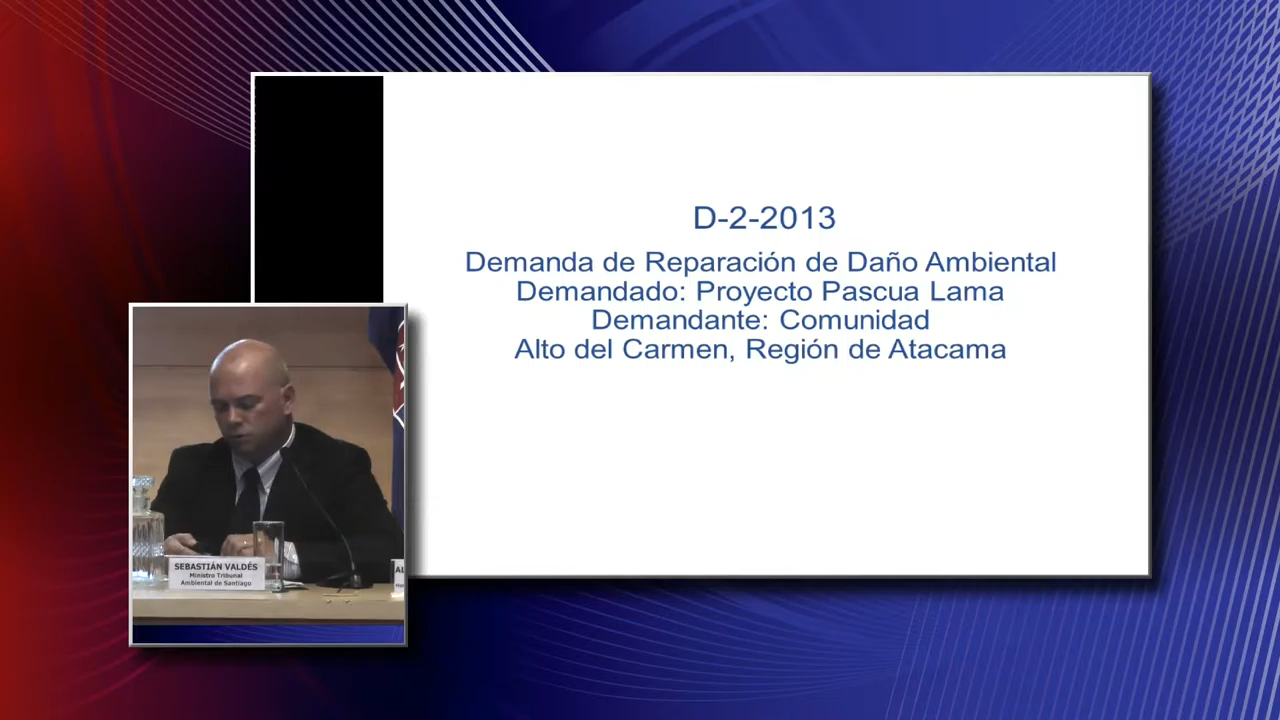 D-2-2013
Demanda de Reparación de Daño Ambiental
Demandado: Proyecto Pascua Lama
Demandante: Comunidad
Alto del Carmen, Región de Atacama
SEBASTIÁN VALDÉS
Ministro Tribunal
Ambiental de Santiago